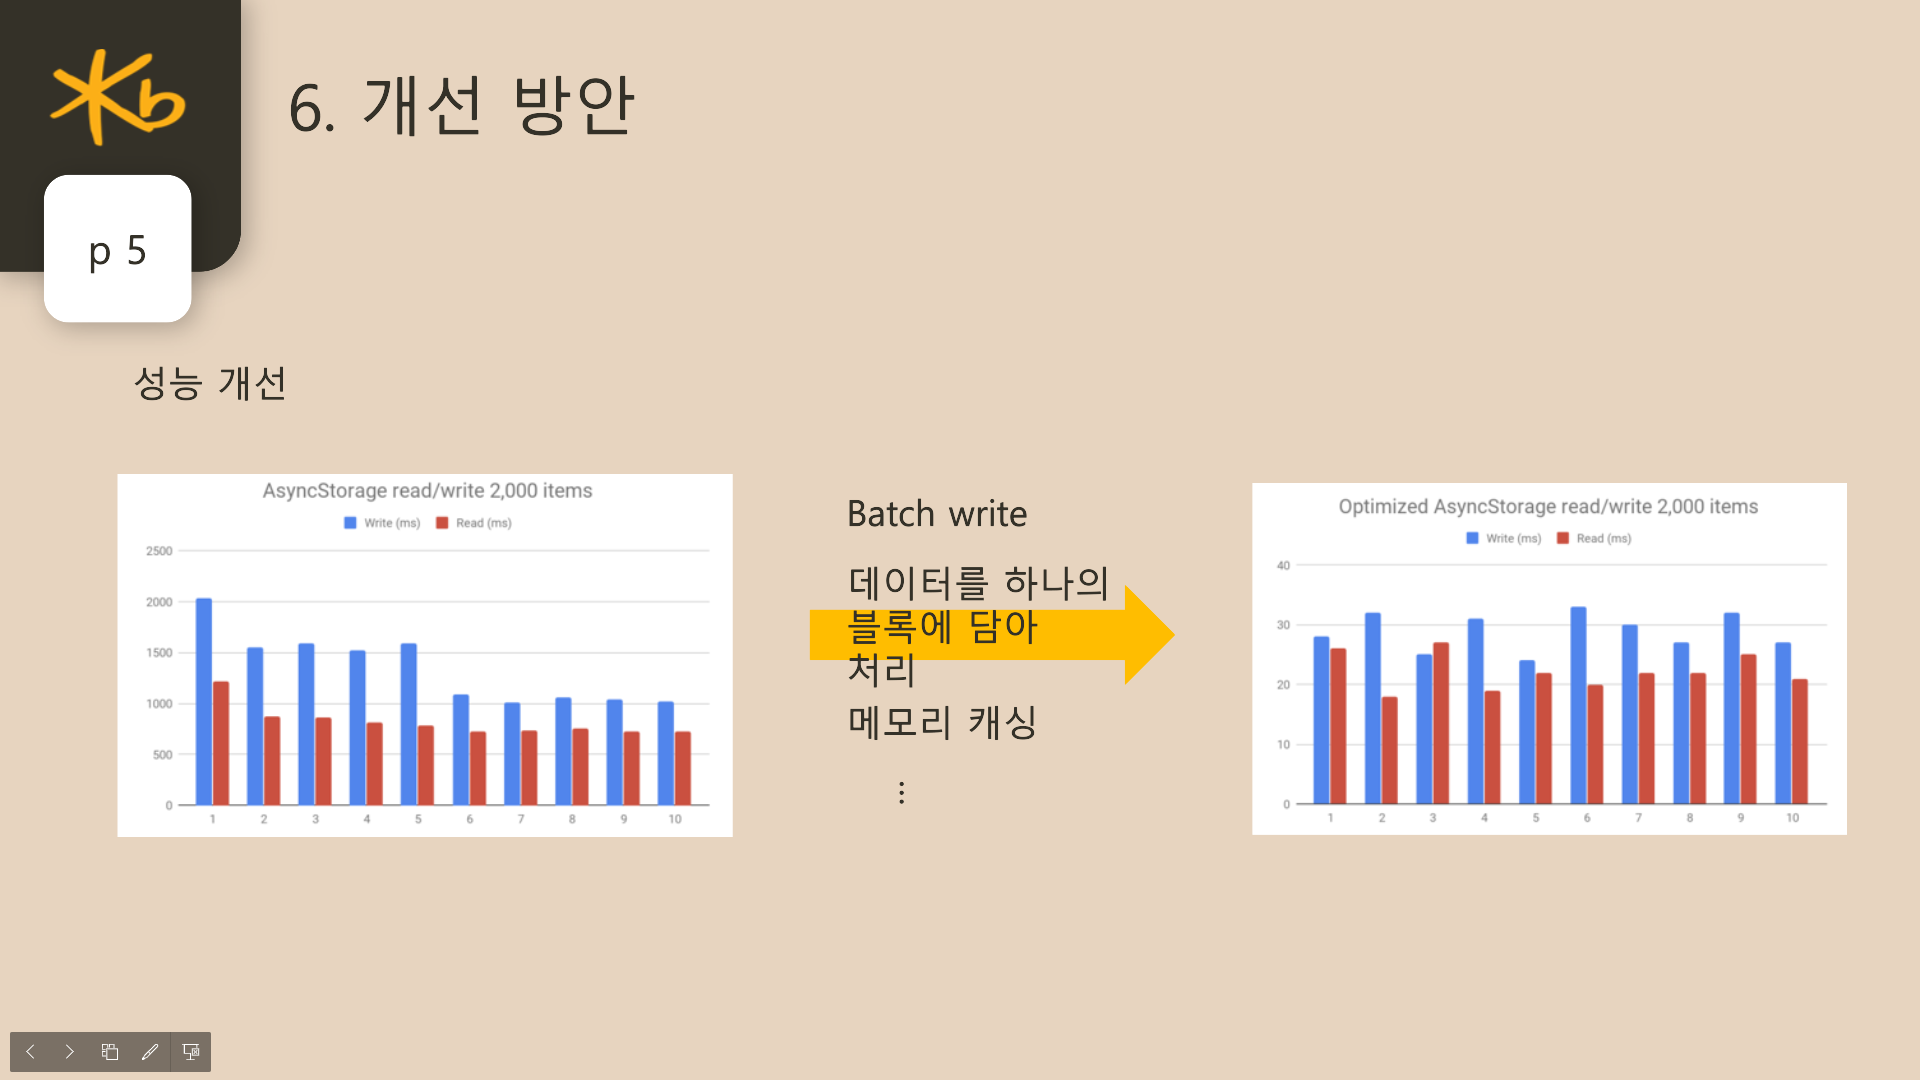 Kb
6. 개선 방안
p 5
성능 개선
AsyncStorage read/write 2,000 items
Write (ms) Read (ms)
2500
2000
1500
1000
500
0
1 2 3 4 5 6 7 8 9 10
Batch write
데이터를 하나의
블록에 담아
처리
메모리 캐싱
⋮
Optimized AsyncStorage read/write 2,000 items
Write (ms) Read (ms)
40
30
20
10
0
1 2 3 4 5 6 7 8 9 10